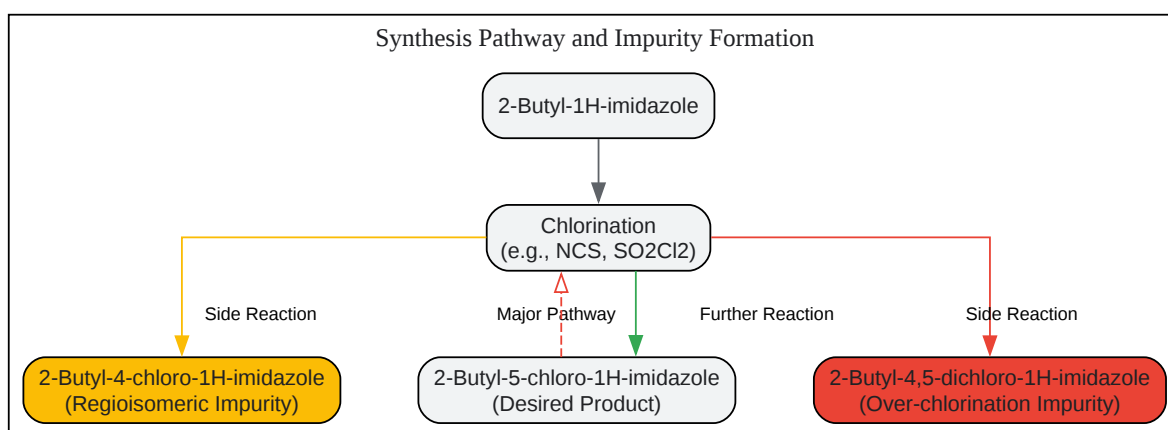 Synthesis Pathway and Impurity Formation
2-Butyl-1H-imidazole
Chlorination
(e.g., NCS, SO2Cl2)
Side Reaction
Major Pathway
Further Reaction
Side Reaction
2-Butyl-4-chloro-1H-imidazole
(Regioisomeric Impurity)
2-Butyl-5-chloro-1H-imidazole
(Desired Product)
2-Butyl-4,5-dichloro-1H-imidazole
(Over-chlorination Impurity)